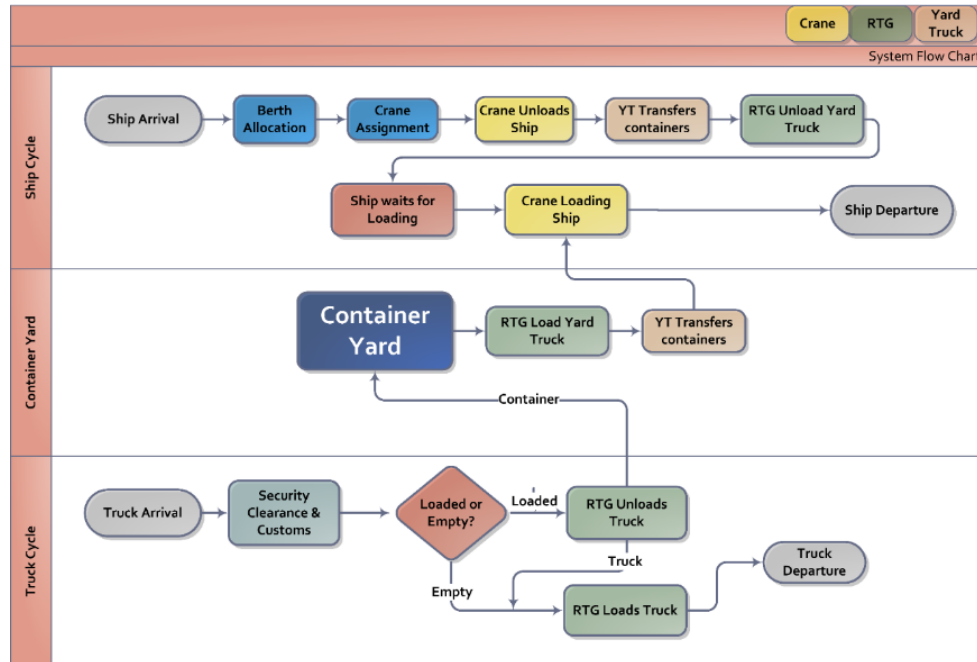 Crane
RTG
Yard
Truck
System Flow Chart
Ship Cycle
Ship Arrival
Berth
Allocation
Crane
Assignment
Crane Unloads
Ship
YT Transfers
containers
RTG Unload Yard
Truck
Ship waits for
Loading
Crane Loading
Ship
Ship Departure
Container Yard
Container
Yard
RTG Load Yard
Truck
YT Transfers
containers
Container
Truck Cycle
Truck Arrival
Security
Clearance &
Customs
Loaded or
Empty?
Loaded
RTG Unloads
Truck
Truck
Empty
RTG Loads Truck
Truck
Departure